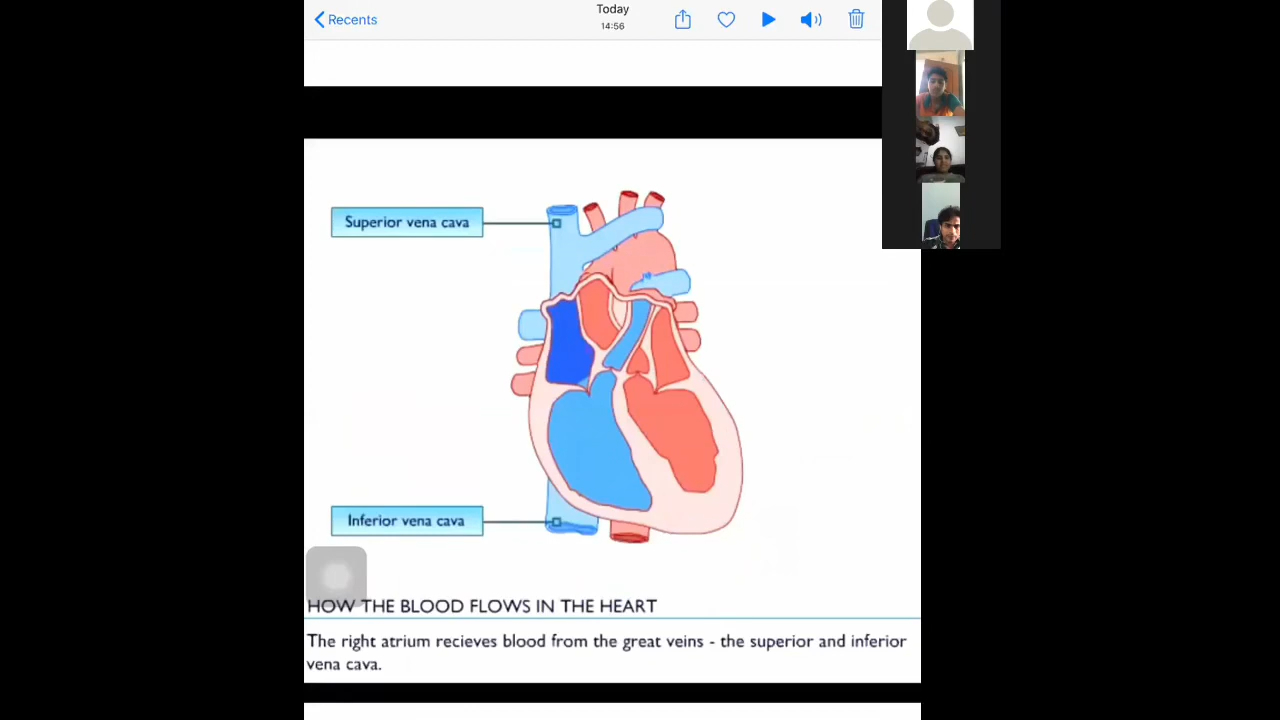 Recents
Today
14:56
Superior vena cava
Inferior vena cava
HOW THE BLOOD FLOWS IN THE HEART
The right atrium recieves blood from the great veins - the superior and inferior
vena cava.